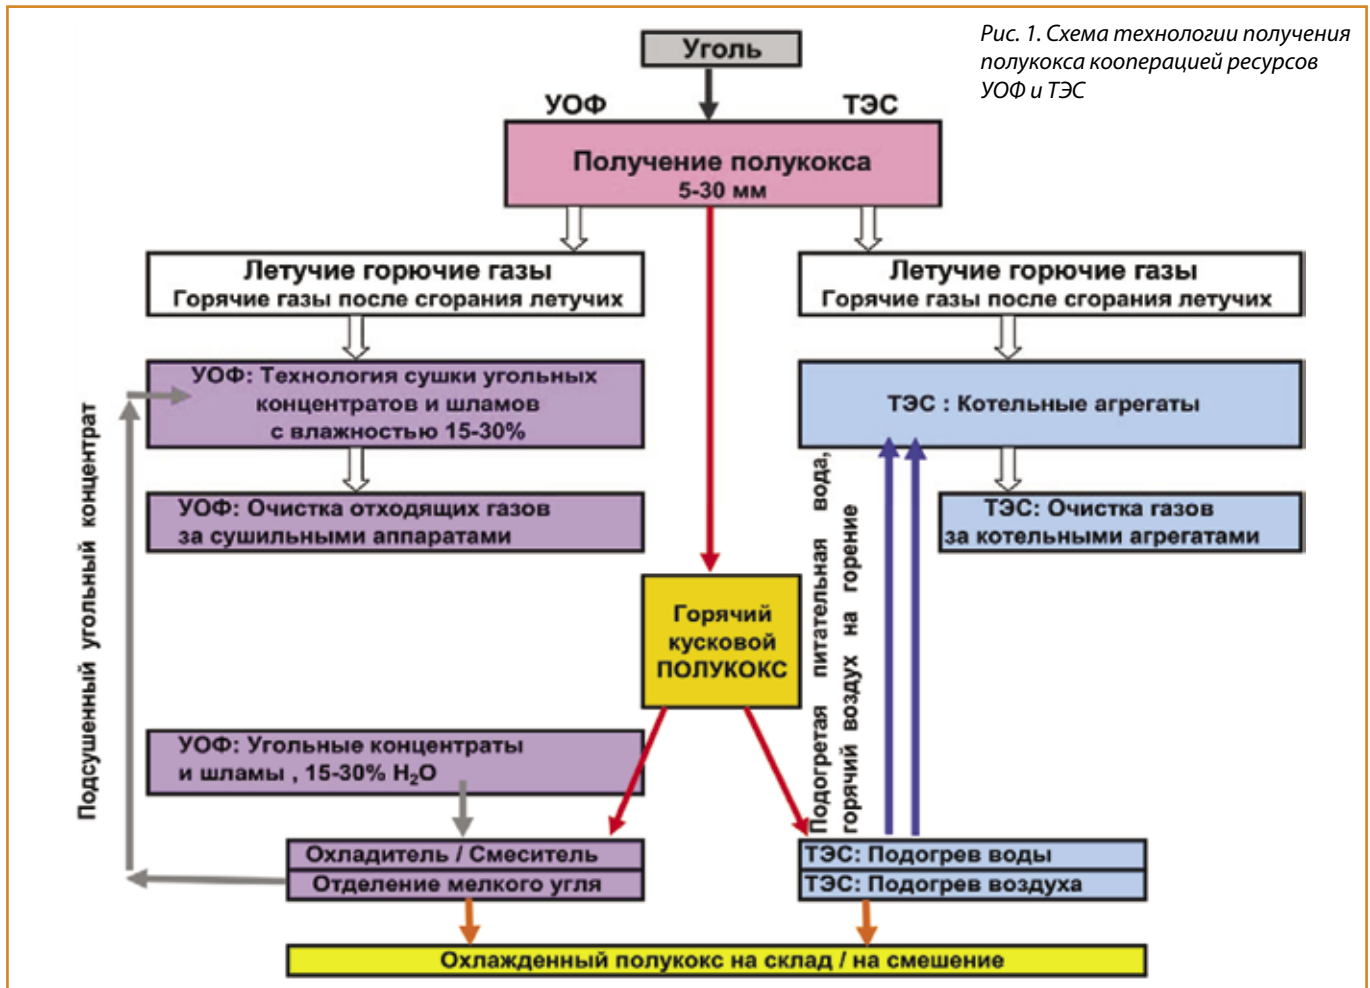 Рис. 1. Схема технологии получения
полукокса кооперацией ресурсов
УОФ и ТЭС
Уголь
УОФ
ТЭС
Получение полукокса
5-30 мм
Летучие горючие газы
Горячие газы после сгорания летучих
Летучие горючие газы
Горячие газы после сгорания летучих
УОФ: Технология сушки угольных
концентратов и шламов
с влажностью 15-30%
ТЭС : Котельные агрегаты
УОФ: Очистка отходящих газов
за сушильными аппаратами
ТЭС: Очистка газов
за котельными агрегатами
Подсушенный угольный концентрат
Подогретая питательная вода,
горячий воздух на горение
Горячий
кусковой
ПОЛУКОКС
УОФ: Угольные концентраты
и шламы , 15-30% H₂O
Охладитель / Смеситель
Отделение мелкого угля
ТЭС: Подогрев воды
ТЭС: Подогрев воздуха
Охлажденный полукокс на склад / на смешение